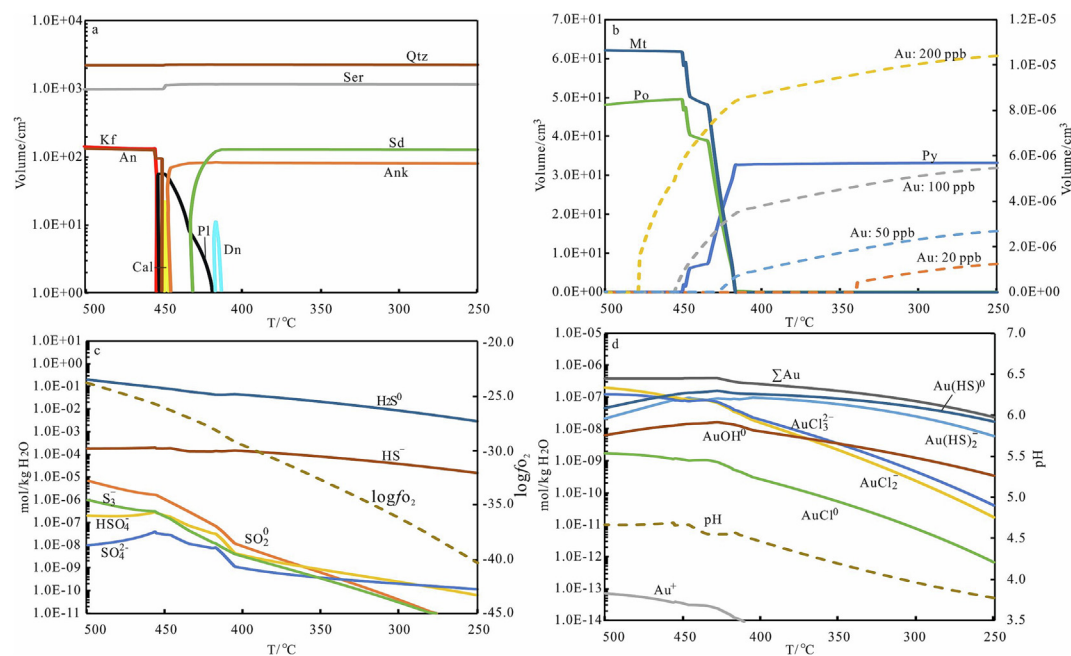 a
1.0E+04
1.0E+03
1.0E+02
1.0E+01
1.0E+00
Volume/cm³
Qtz
Ser
Kf
An
Sd
Ank
Pl
Dn
Cal
500 450 400 350 300 250
T/℃
b
7.0E+01
6.0E+01
5.0E+01
4.0E+01
3.0E+01
2.0E+01
1.0E+01
0.0E+00
Volume/cm³
Mt
Po
Au: 200 ppb
Py
Au: 100 ppb
Au: 50 ppb
Au: 20 ppb
1.2E-05
1.0E-05
8.0E-06
6.0E-06
4.0E-06
2.0E-06
0.0E+00
Volume/cm³
500 450 400 350 300 250
T/℃
c
1.0E+01
1.0E+00
1.0E-01
1.0E-02
1.0E-03
1.0E-04
1.0E-05
1.0E-06
1.0E-07
1.0E-08
1.0E-09
1.0E-10
1.0E-11
mol/kg H₂O
H₂S⁰
HS⁻
S₃⁻
HSO₄⁻
SO₄²⁻
SO₂⁰
logfO₂
-20.0
-25.0
-30.0
-35.0
-40.0
-45.0
logfO₂
500 450 400 350 300 250
T/℃
d
1.0E-05
1.0E-06
1.0E-07
1.0E-08
1.0E-09
1.0E-10
1.0E-11
1.0E-12
1.0E-13
1.0E-14
mol/kg H₂O
∑Au
Au(HS)⁰
AuCl₃²⁻
Au(HS)₂⁻
AuOH⁰
AuCl₂⁻
AuCl⁰
pH
Au⁺
7.0
6.5
6.0
5.5
5.0
4.5
4.0
3.5
pH
500 450 400 350 300 250
T/℃